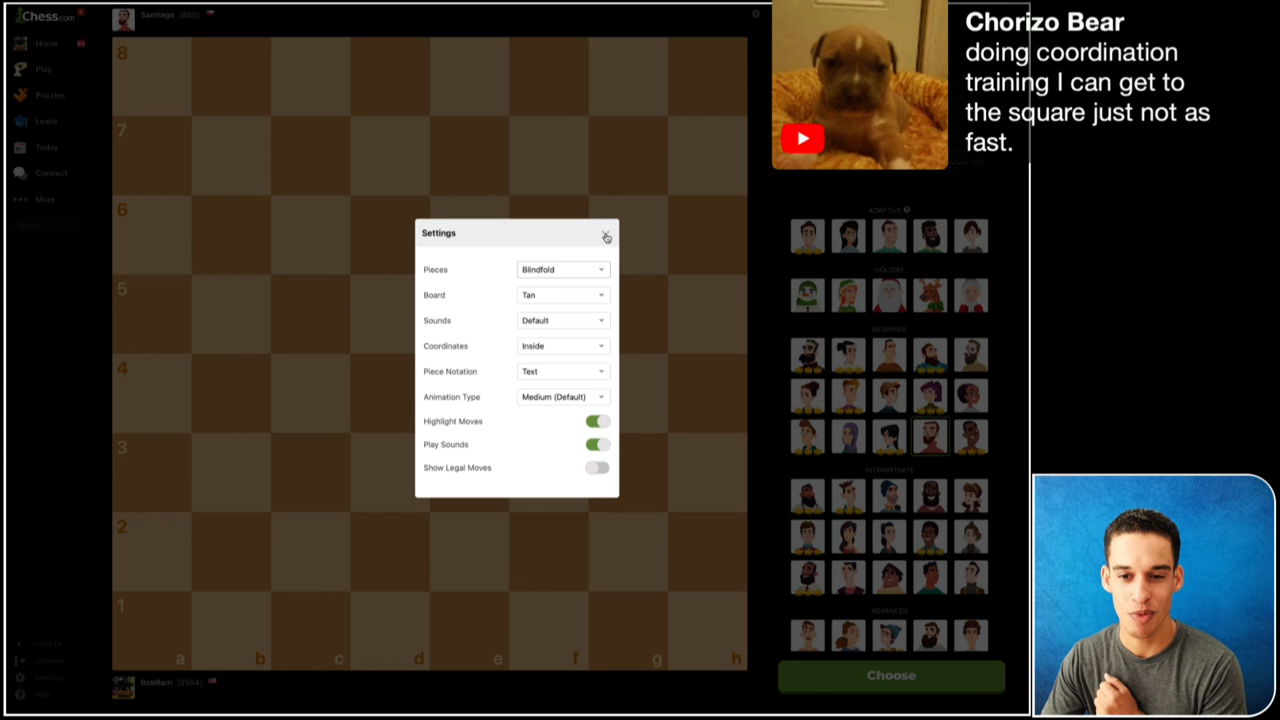 Chess.com
Home
Play
Puzzles
Learn
Today
Connect
More
Santiago (850)
8
7
6
5
4
3
2
1
a b c d e f g h
RobRam (2554)
Settings
Pieces Blindfold
Board Tan
Sounds Default
Coordinates Inside
Piece Notation Text
Animation Type Medium (Default)
Highlight Moves
Play Sounds
Show Legal Moves
Chorizo Bear
doing coordination
training I can get to
the square just not as
fast.
ADAPTIVE
HOLIDAY
BEGINNER
INTERMEDIATE
ADVANCED
Choose
Collapse
Settings
Help